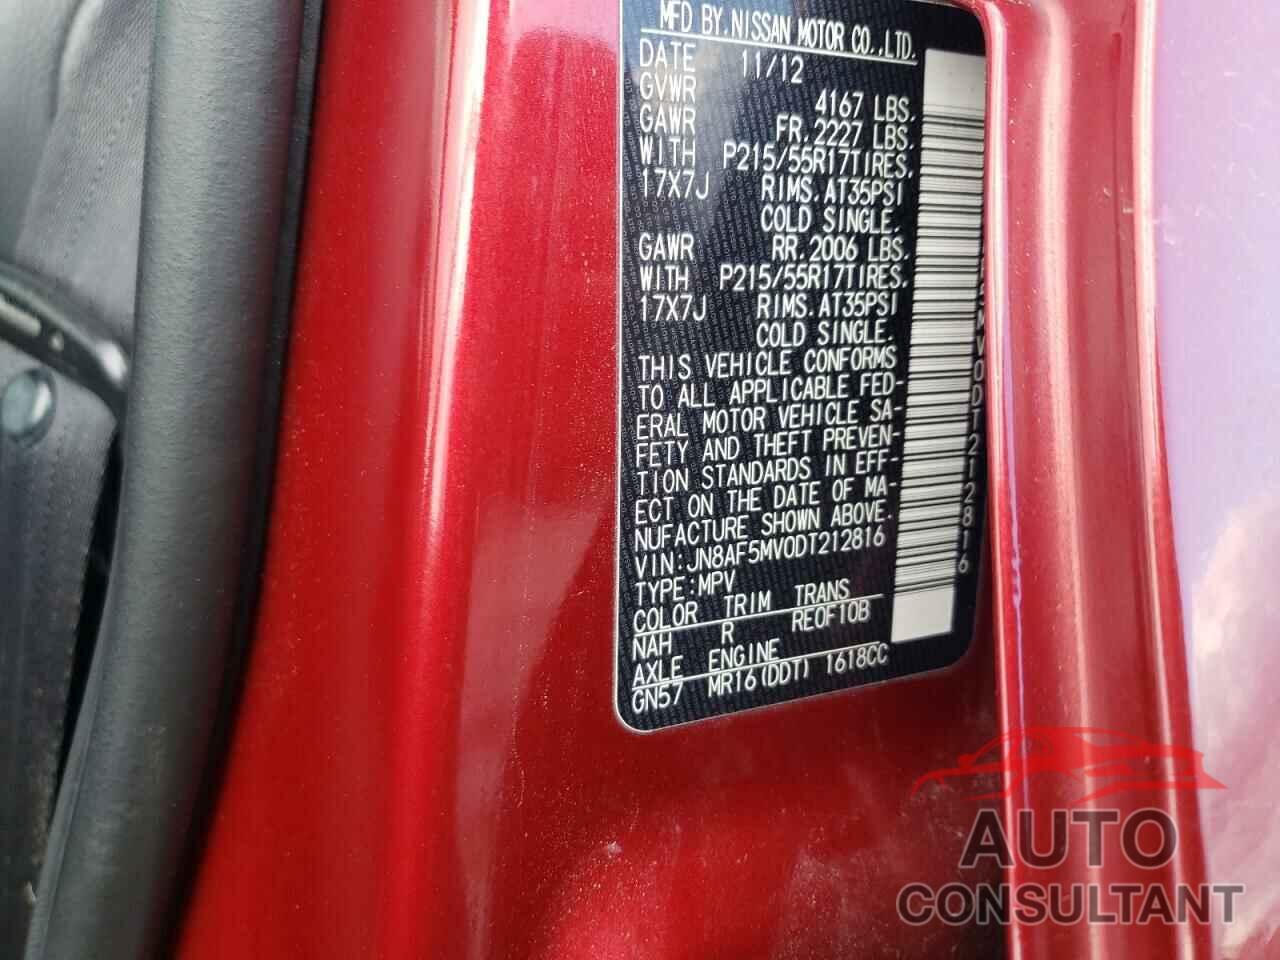 MFD BY.NISSAN MOTOR CO.,LTD.
DATE 11/12
GVWR 4167 LBS.
GAWR FR.2227 LBS.
WITH P215/55R17TIRES.
17X7J RIMS.AT35PSI
COLD SINGLE.
GAWR RR.2006 LBS.
WITH P215/55R17TIRES.
17X7J RIMS.AT35PSI
COLD SINGLE.
THIS VEHICLE CONFORMS
TO ALL APPLICABLE FED-
ERAL MOTOR VEHICLE SA-
FETY AND THEFT PREVEN-
TION STANDARDS IN EFF-
ECT ON THE DATE OF MA-
NUFACTURE SHOWN ABOVE.
VIN:JN8AF5MV0DT212816
TYPE:MPV
COLOR TRIM TRANS
NAH R RE0F10B
AXLE ENGINE
GN57 MR16(DDT) 1618CC
AUTO
CONSULTANT